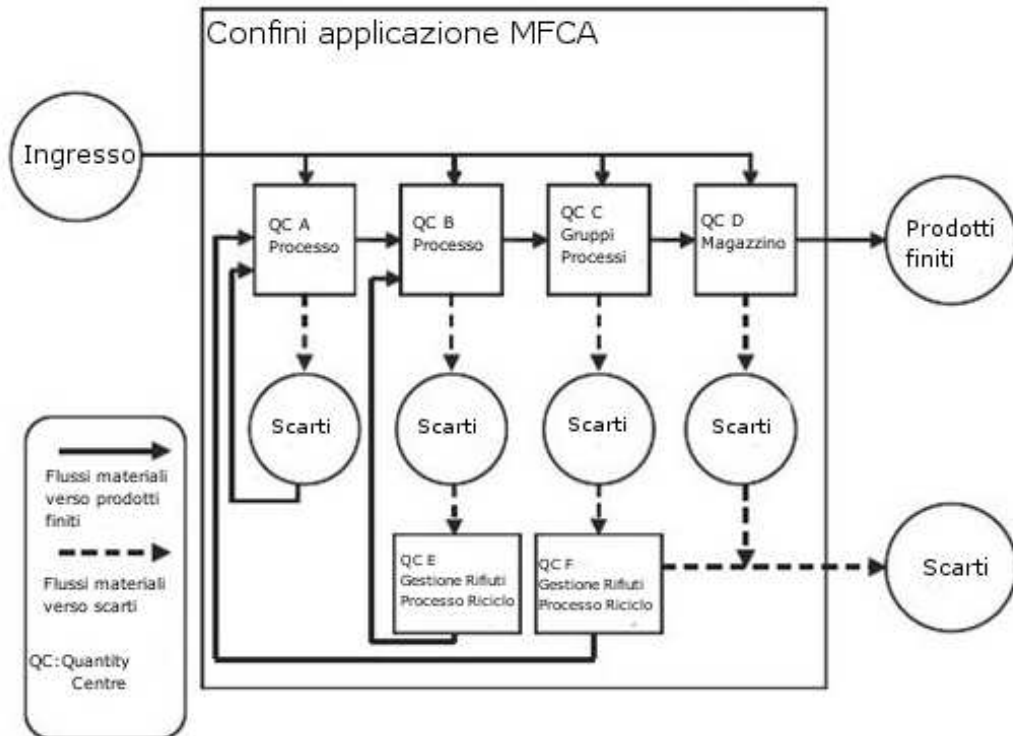 Confini applicazione MFCA
Ingresso
QC A
Processo
QC B
Processo
QC C
Gruppi
Processi
QC D
Magazzino
Prodotti
finiti
Scarti
Scarti
Scarti
Scarti
Flussi materiali
verso prodotti
finiti
Flussi materiali
verso scarti
QC:Quantity
Centre
QC E
Gestione Rifiuti
Processo Riciclo
QC F
Gestione Rifiuti
Processo Riciclo
Scarti